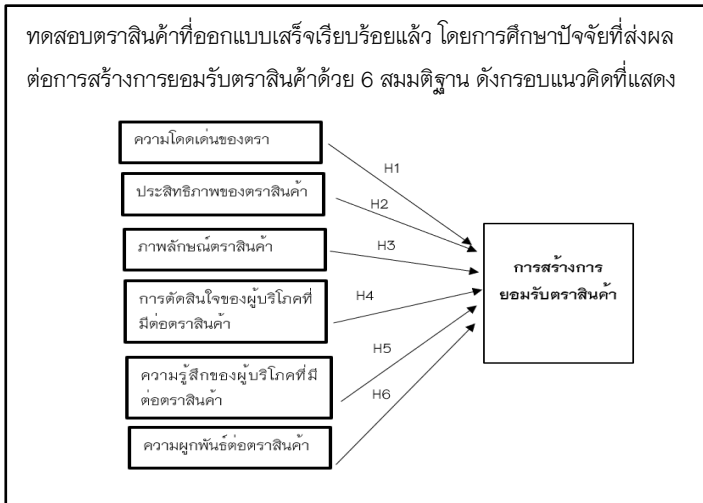 ทดสอบตราสินค้าที่ออกแบบเสร็จเรียบร้อยแล้ว โดยการศึกษาปัจจัยที่ส่งผล
ต่อการสร้างการยอมรับตราสินค้าด้วย 6 สมมติฐาน ดังกรอบแนวคิดที่แสดง
ความโดดเด่นของตรา
H1
ประสิทธิภาพของตราสินค้า
H2
ภาพลักษณ์ตราสินค้า
H3
การสร้างการ
ยอมรับตราสินค้า
การตัดสินใจของผู้บริโภคที่
มีต่อตราสินค้า
H4
ความรู้สึกของผู้บริโภคที่มี
ต่อตราสินค้า
H5
ความผูกพันธ์ต่อตราสินค้า
H6